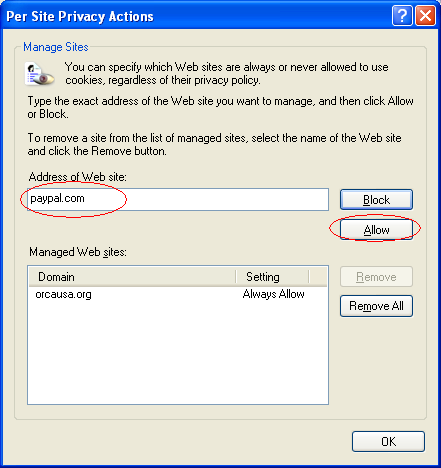 Per Site Privacy Actions
Manage Sites
You can specify which Web sites are always or never allowed to use
cookies, regardless of their privacy policy.
Type the exact address of the Web site you want to manage, and then click Allow
or Block.
To remove a site from the list of managed sites, select the name of the Web site
and click the Remove button.
Address of Web site:
paypal.com
Block
Allow
Managed Web sites:
Domain Setting
Remove
orcausa.org Always Allow
Remove All
OK